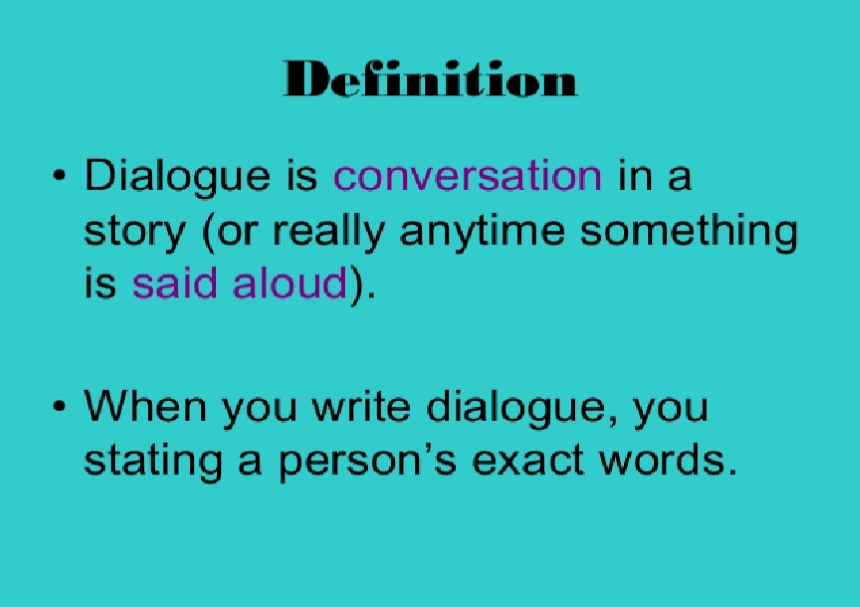 Definition
• Dialogue is conversation in a
story (or really anytime something
is said aloud).
• When you write dialogue, you
stating a person’s exact words.